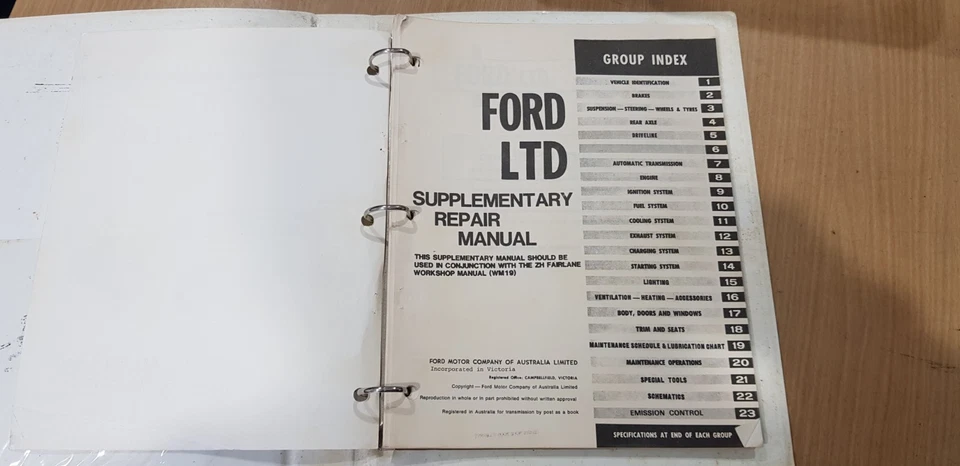 FORD
LTD
SUPPLEMENTARY
REPAIR
MANUAL
THIS SUPPLEMENTARY MANUAL SHOULD BE
USED IN CONJUNCTION WITH THE ZH FAIRLANE
WORKSHOP MANUAL (WM19)
FORD MOTOR COMPANY OF AUSTRALIA LIMITED
Incorporated in Victoria
Registered Office, CAMPBELLFIELD, VICTORIA
Copyright — Ford Motor Company of Australia Limited
Reproduction in whole or in part prohibited without written approval
Registered in Australia for transmission by post as a book
GROUP INDEX
VEHICLE IDENTIFICATION 1
BRAKES 2
SUSPENSION — STEERING — WHEELS & TYRES 3
REAR AXLE 4
DRIVELINE 5
6
AUTOMATIC TRANSMISSION 7
ENGINE 8
IGNITION SYSTEM 9
FUEL SYSTEM 10
COOLING SYSTEM 11
EXHAUST SYSTEM 12
CHARGING SYSTEM 13
STARTING SYSTEM 14
LIGHTING 15
VENTILATION — HEATING — ACCESSORIES 16
BODY, DOORS AND WINDOWS 17
TRIM AND SEATS 18
MAINTENANCE SCHEDULE & LUBRICATION CHART 19
MAINTENANCE OPERATIONS 20
SPECIAL TOOLS 21
SCHEMATICS 22
EMISSION CONTROL 23
SPECIFICATIONS AT END OF EACH GROUP